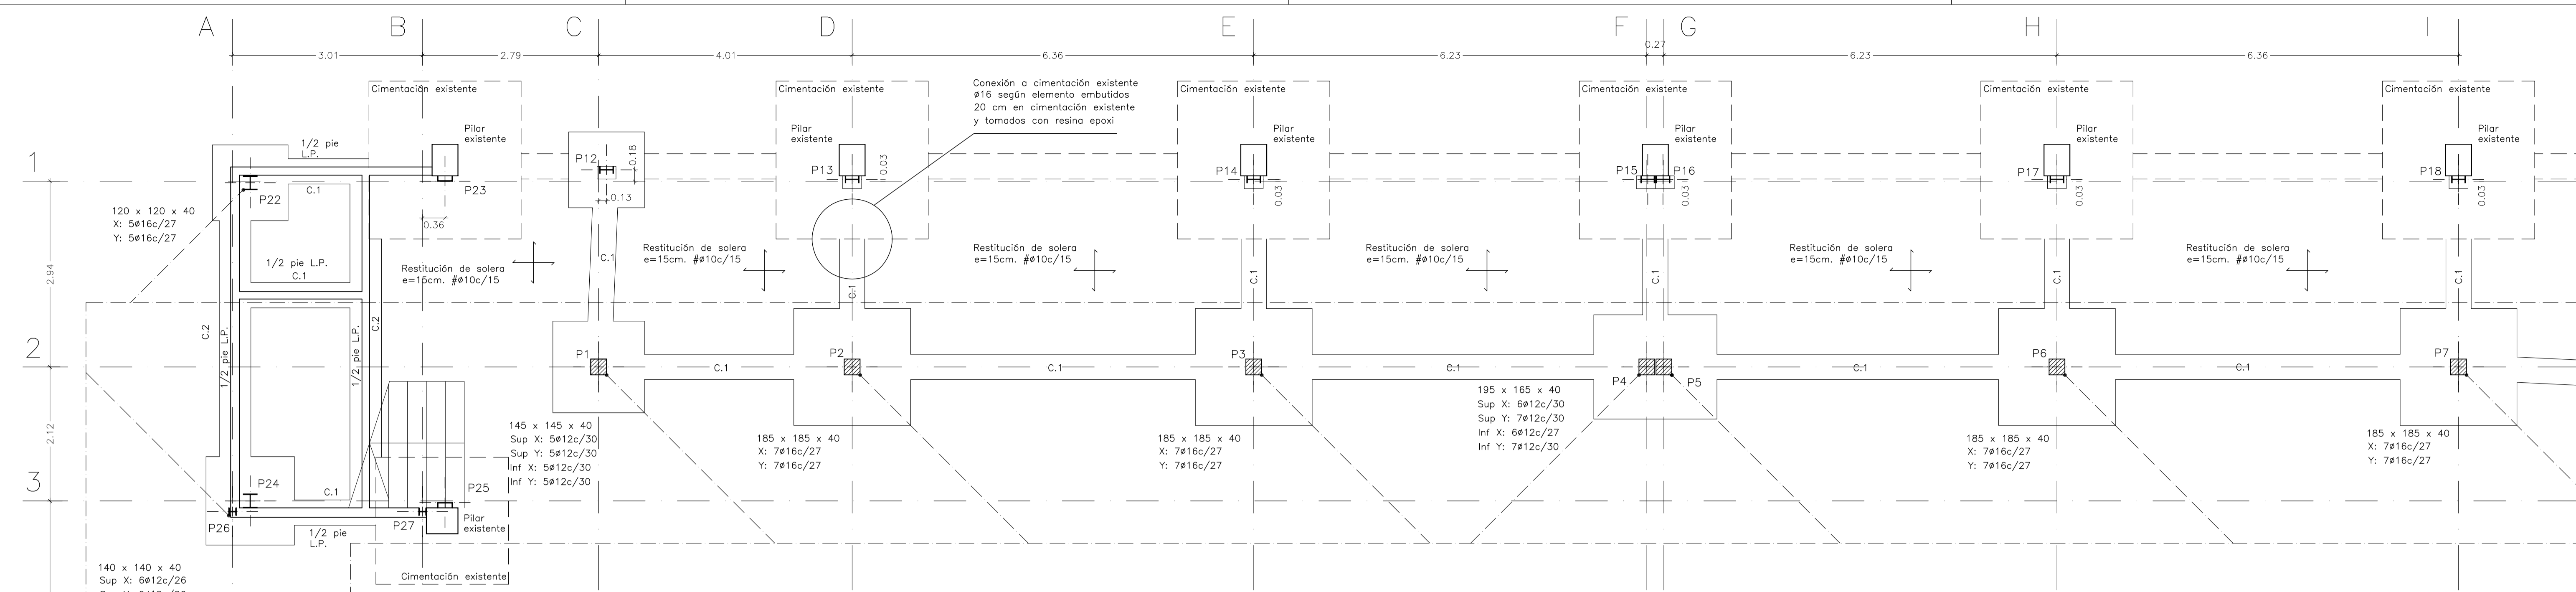 A
B
C
D
E
F
G
H
I
3.01
2.79
4.01
6.36
6.23
0.27
6.23
6.36
Cimentación existente
Cimentación existente
Conexión a cimentación existente
ø16 según elemento embutidos
20 cm en cimentación existente
y tomados con resina epoxi
Cimentación existente
Cimentación existente
Cimentación existente
Cimentación existente
1
1/2 pie
L.P.
Pilar
existente
P12
0.18
Pilar
existente
P13
0.03
Pilar
existente
P14
0.03
Pilar
existente
P15
P16
0.03
Pilar
existente
P17
0.03
Pilar
existente
P18
0.03
C.1
P22
P23
0.13
0.36
120 x 120 x 40
X: 5ø16c/27
Y: 5ø16c/27
2.94
1/2 pie L.P.
C.1
Restitución de solera
e=15cm. #ø10c/15
C.1
Restitución de solera
e=15cm. #ø10c/15
C.1
Restitución de solera
e=15cm. #ø10c/15
C.1
Restitución de solera
e=15cm. #ø10c/15
C.1
Restitución de solera
e=15cm. #ø10c/15
C.1
Restitución de solera
e=15cm. #ø10c/15
C.1
2
C.2
1/2 pie L.P.
1/2 pie L.P.
C.2
P1
C.1
P2
C.1
P3
C.1
P4
P5
C.1
P6
C.1
P7
2.12
145 x 145 x 40
Sup X: 5ø12c/30
Sup Y: 5ø12c/30
Inf X: 5ø12c/30
Inf Y: 5ø12c/30
185 x 185 x 40
X: 7ø16c/27
Y: 7ø16c/27
185 x 185 x 40
X: 7ø16c/27
Y: 7ø16c/27
195 x 165 x 40
Sup X: 6ø12c/30
Sup Y: 7ø12c/30
Inf X: 6ø12c/27
Inf Y: 7ø12c/30
185 x 185 x 40
X: 7ø16c/27
Y: 7ø16c/27
185 x 185 x 40
X: 7ø16c/27
Y: 7ø16c/27
3
P24
C.1
P25
P26
P27
Pilar
existente
1/2 pie
L.P.
140 x 140 x 40
Sup X: 6ø12c/26
Cimentación existente